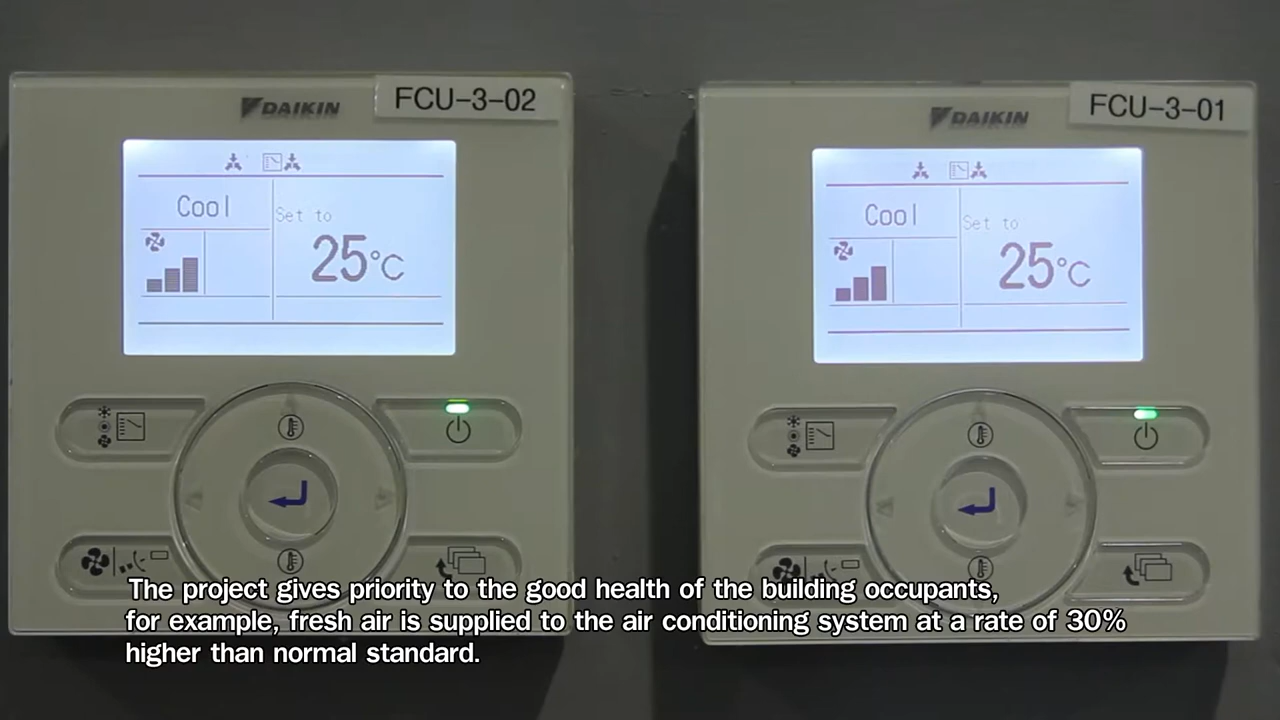 DAIKIN
FCU-3-02
Cool
Set to
25°C
DAIKIN
FCU-3-01
Cool
Set to
25°C
The project gives priority to the good health of the building occupants,
for example, fresh air is supplied to the air conditioning system at a rate of 30%
higher than normal standard.